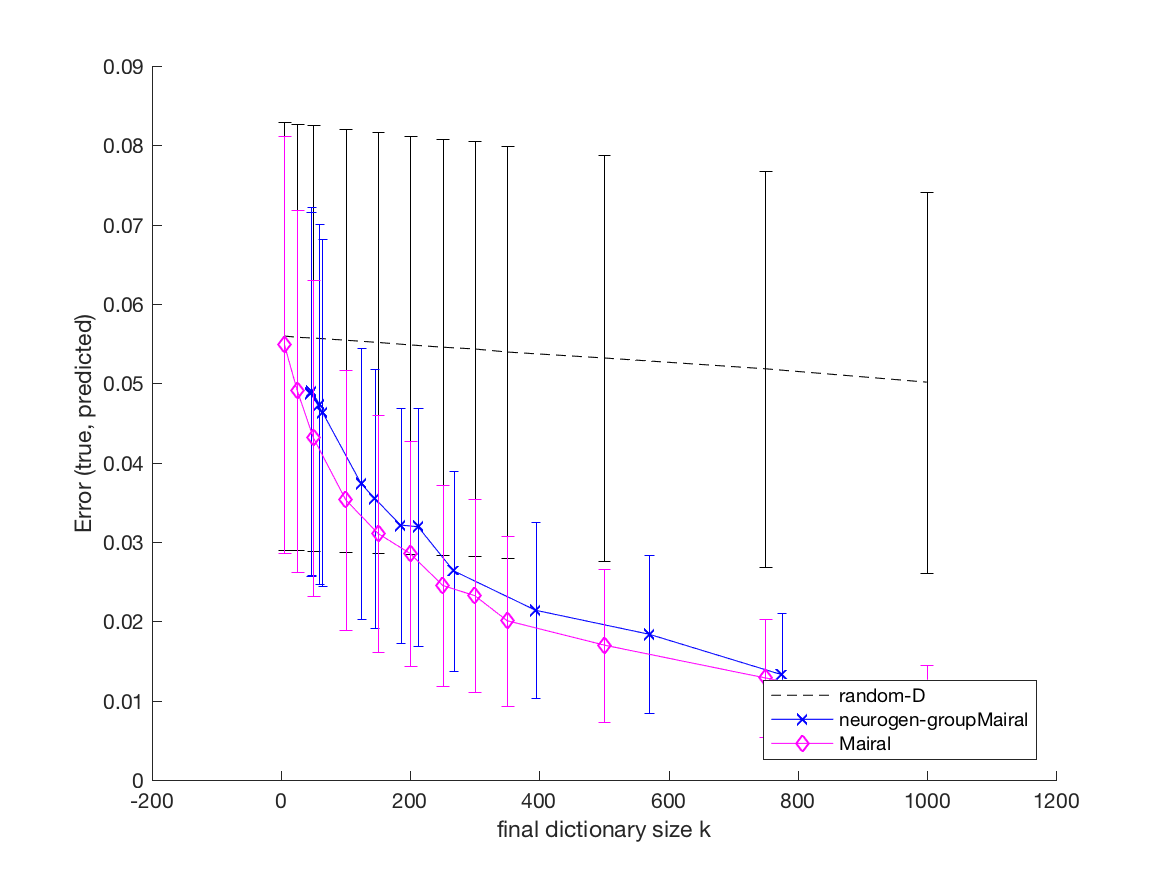 0.09
0.08
0.07
0.06
0.05
0.04
0.03
0.02
0.01
0
Error (true, predicted)
-200 0 200 400 600 800 1000 1200
final dictionary size k
random-D
neurogen-groupMairal
Mairal